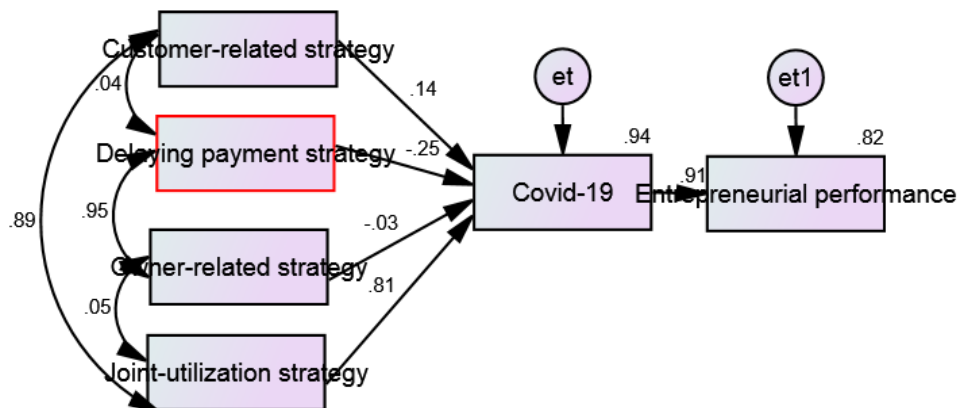 Customer-related strategy
.04
.14
et
et1
.94
.82
Delaying payment strategy
-.25
.89
.95
Covid-19
.91
Entrepreneurial performance
-.03
Owner-related strategy
.81
.05
Joint-utilization strategy